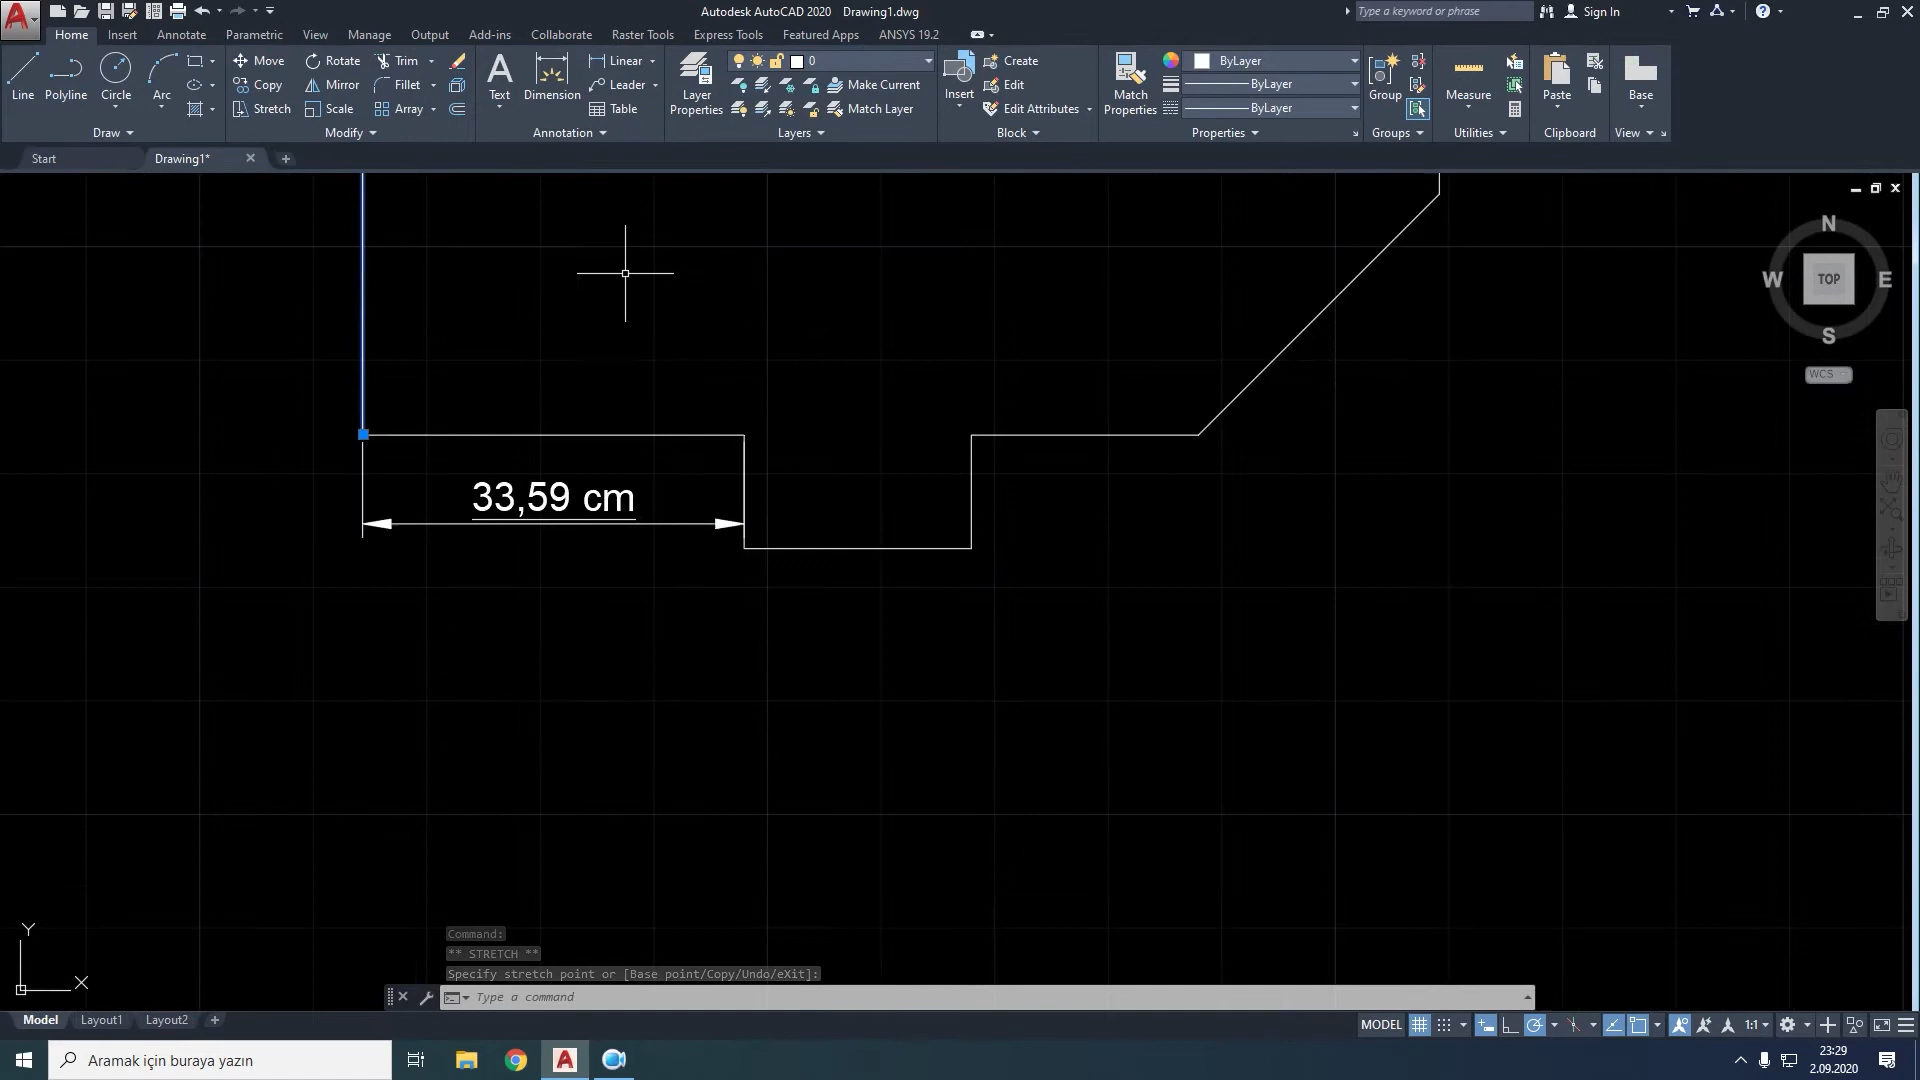 Autodesk AutoCAD 2020 Drawing1.dwg
Type a keyword or phrase
Sign In
Home Insert Annotate Parametric View Manage Output Add-ins Collaborate Raster Tools Express Tools Featured Apps ANSYS 19.2
Line Polyline Circle Arc
Draw
Move Rotate Trim
Copy Mirror Fillet
Stretch Scale Array
Modify
Text Dimension
Linear
Leader
Table
Annotation
Layer Properties
0
Make Current
Match Layer
Layers
Insert
Create
Edit
Edit Attributes
Block
Match Properties
ByLayer
ByLayer
ByLayer
Properties
Group
Groups
Measure
Utilities
Paste
Clipboard
Base
View
Start Drawing1*
N
W TOP E
S
WCS
33,59 cm
Y
X
Command:
** STRETCH **
Specify stretch point or [Base point/Copy/Undo/eXit]:
Type a command
Model Layout1 Layout2
MODEL 1:1
Aramak için buraya yazın
23:29
2.09.2020